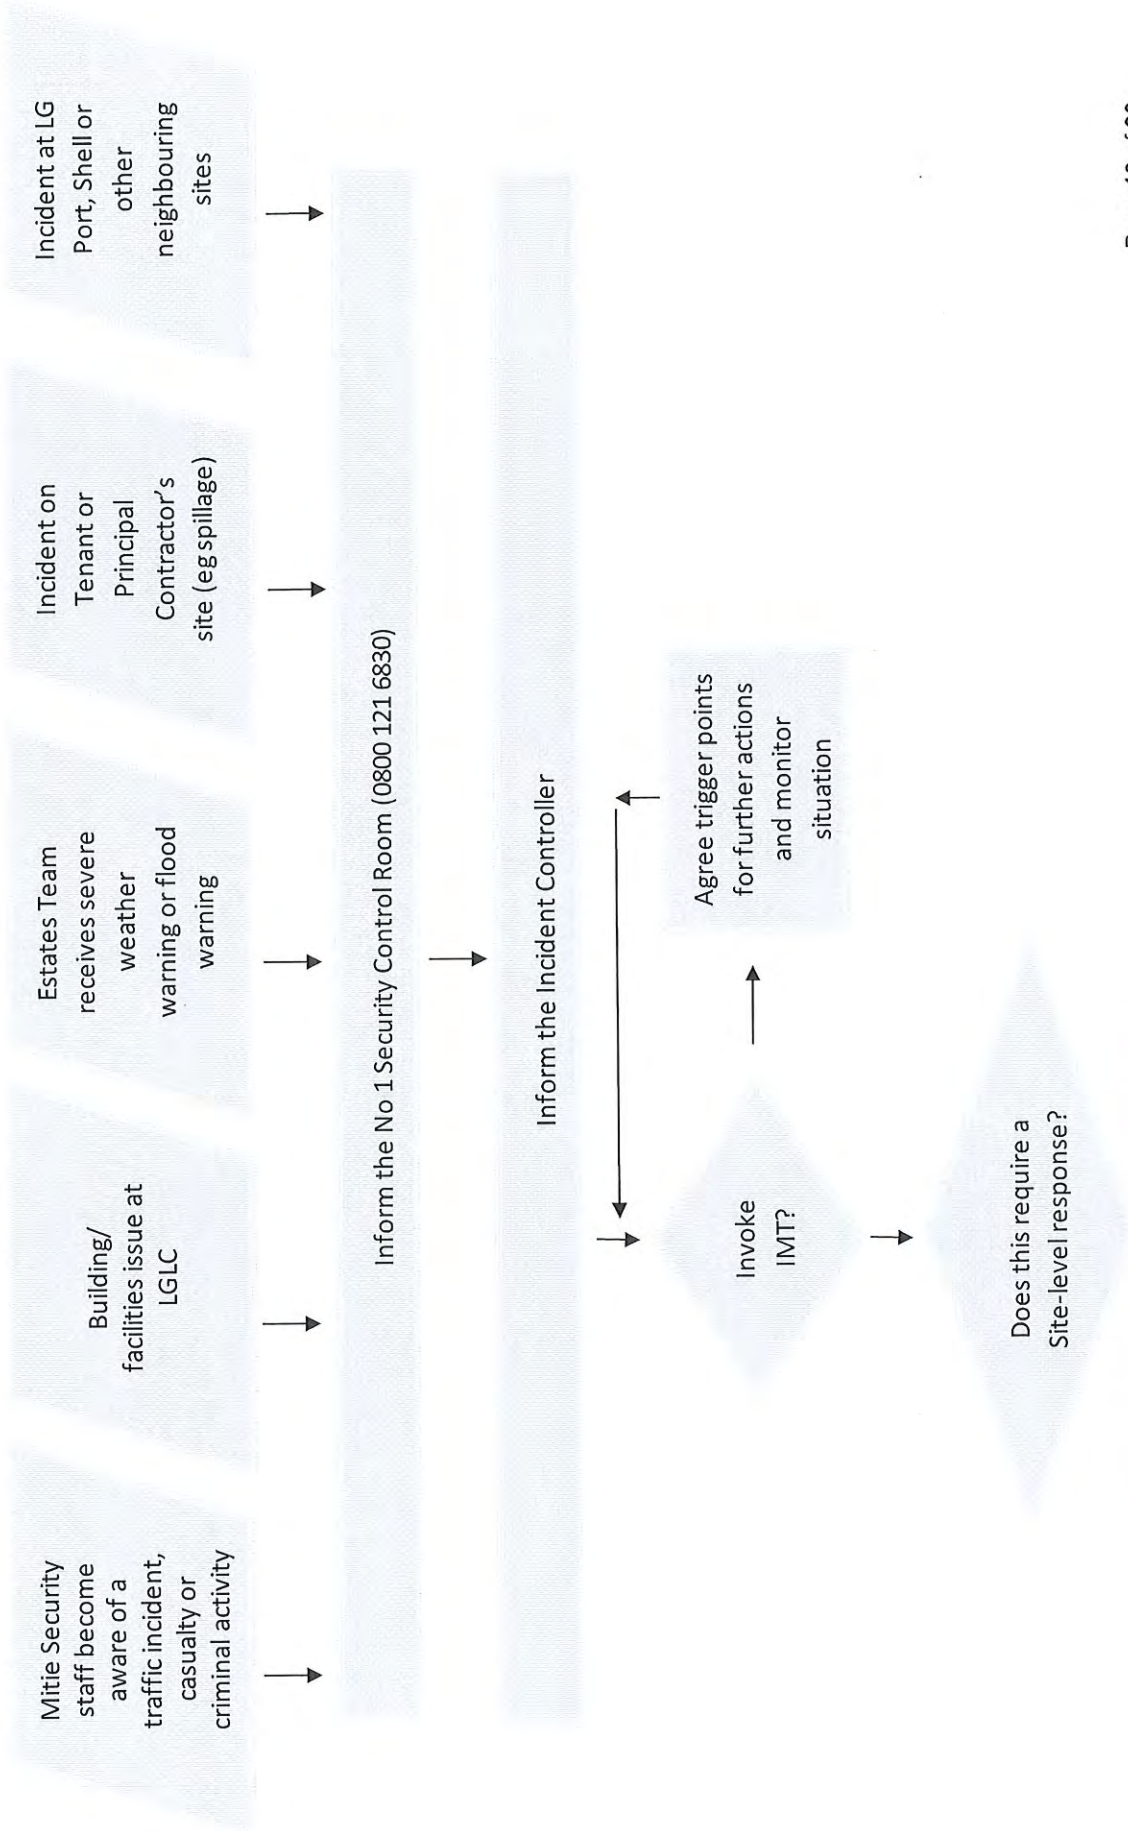 Mitie Security
staff become
aware of a
traffic incident,
casualty or
criminal activity
Building/
facilities issue at
LGLC
Estates Team
receives severe
weather
warning or flood
warning
Incident on
Tenant or
Principal
Contractor's
site (eg spillage)
Incident at LG
Port, Shell or
other
neighbouring
sites
Inform the No 1 Security Control Room (0800 121 6830)
Inform the Incident Controller
Invoke
IMT?
Agree trigger points
for further actions
and monitor
situation
Does this require a
Site-level response?